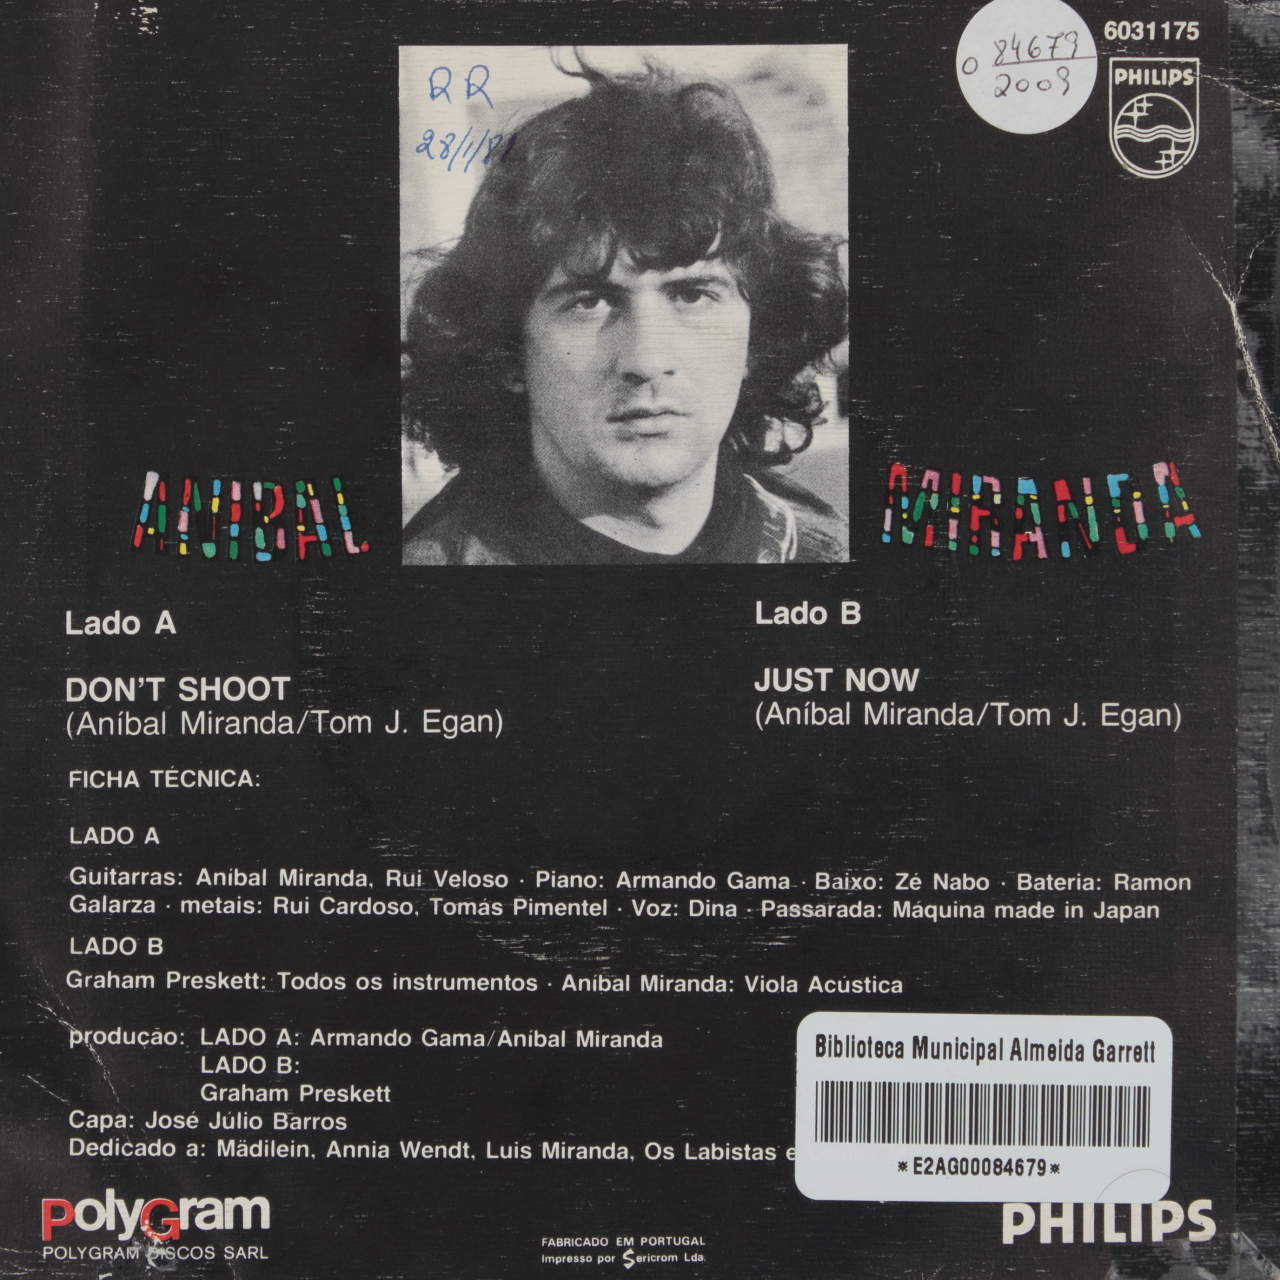 6031175
PHILIPS
O 84679
2009
RR
28/1/81
ANIBAL
MIRANDA
Lado A
DON'T SHOOT
(Aníbal Miranda/Tom J. Egan)
Lado B
JUST NOW
(Aníbal Miranda/Tom J. Egan)
FICHA TÉCNICA:
LADO A
Guitarras: Aníbal Miranda, Rui Veloso · Piano: Armando Gama · Baixo: Zé Nabo · Bateria: Ramon
Galarza · metais: Rui Cardoso, Tomás Pimentel · Voz: Dina · Passarada: Máquina made in Japan
LADO B
Graham Preskett: Todos os instrumentos · Aníbal Miranda: Viola Acústica
produção: LADO A: Armando Gama/Aníbal Miranda
LADO B:
Graham Preskett
Capa: José Júlio Barros
Dedicado a: Mädilein, Annia Wendt, Luis Miranda, Os Labistas e
Biblioteca Municipal Almeida Garrett
*E2AG00084679*
PolyGram
POLYGRAM DISCOS SARL
FABRICADO EM PORTUGAL
Impresso por Sericrom Lda.
PHILIPS